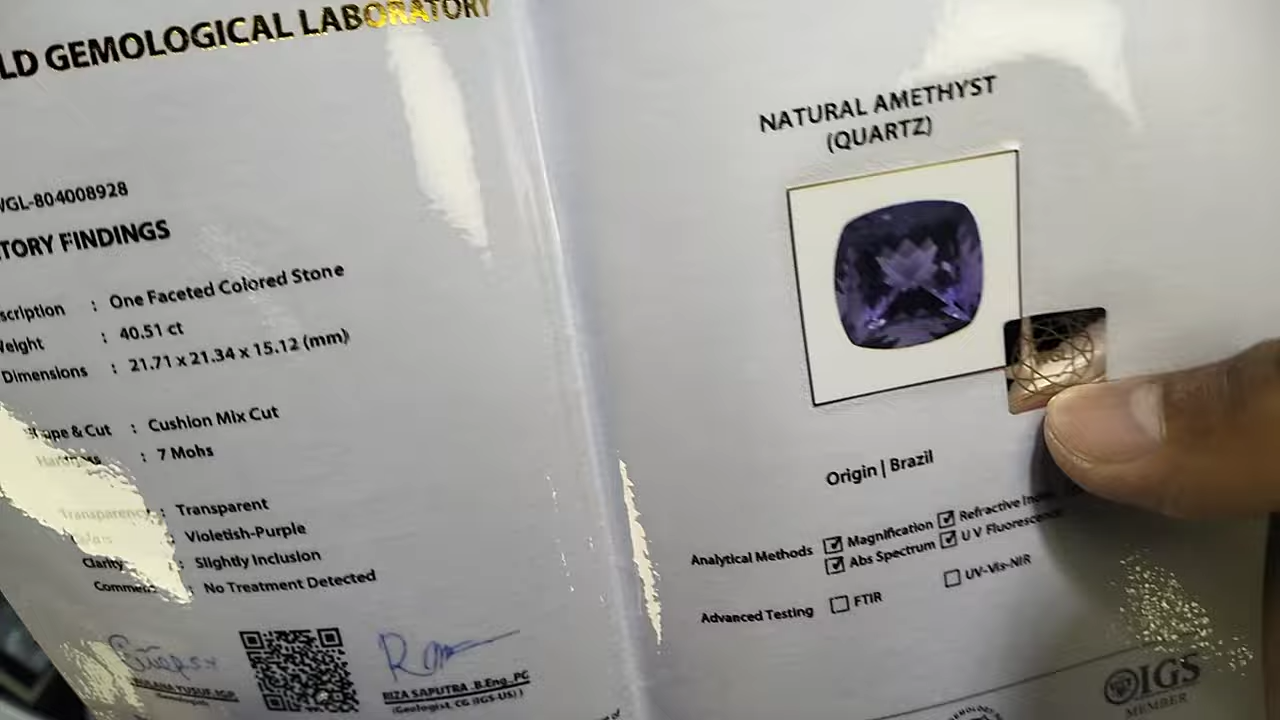 LD GEMOLOGICAL LABORATORY
WGL-804008928
TORY FINDINGS
scription : One Faceted Colored Stone
Weight : 40.51 ct
Dimensions : 21.71 x 21.34 x 15.12 (mm)
Shape & Cut : Cushion Mix Cut
Hardness : 7 Mohs
Transparency : Transparent
: Violetish-Purple
Clarity : Slightly Inclusion
Comment : No Treatment Detected
RIZA SAPUTRA .B.Eng.,PG
(Geologist, CG (IGS-US))
NATURAL AMETHYST
(QUARTZ)
Origin | Brazil
Analytical Methods Magnification Refractive
Abs Spectrum U V Fluorescence
Advanced Testing FTIR UV-Vis-NIR
IGS
MEMBER